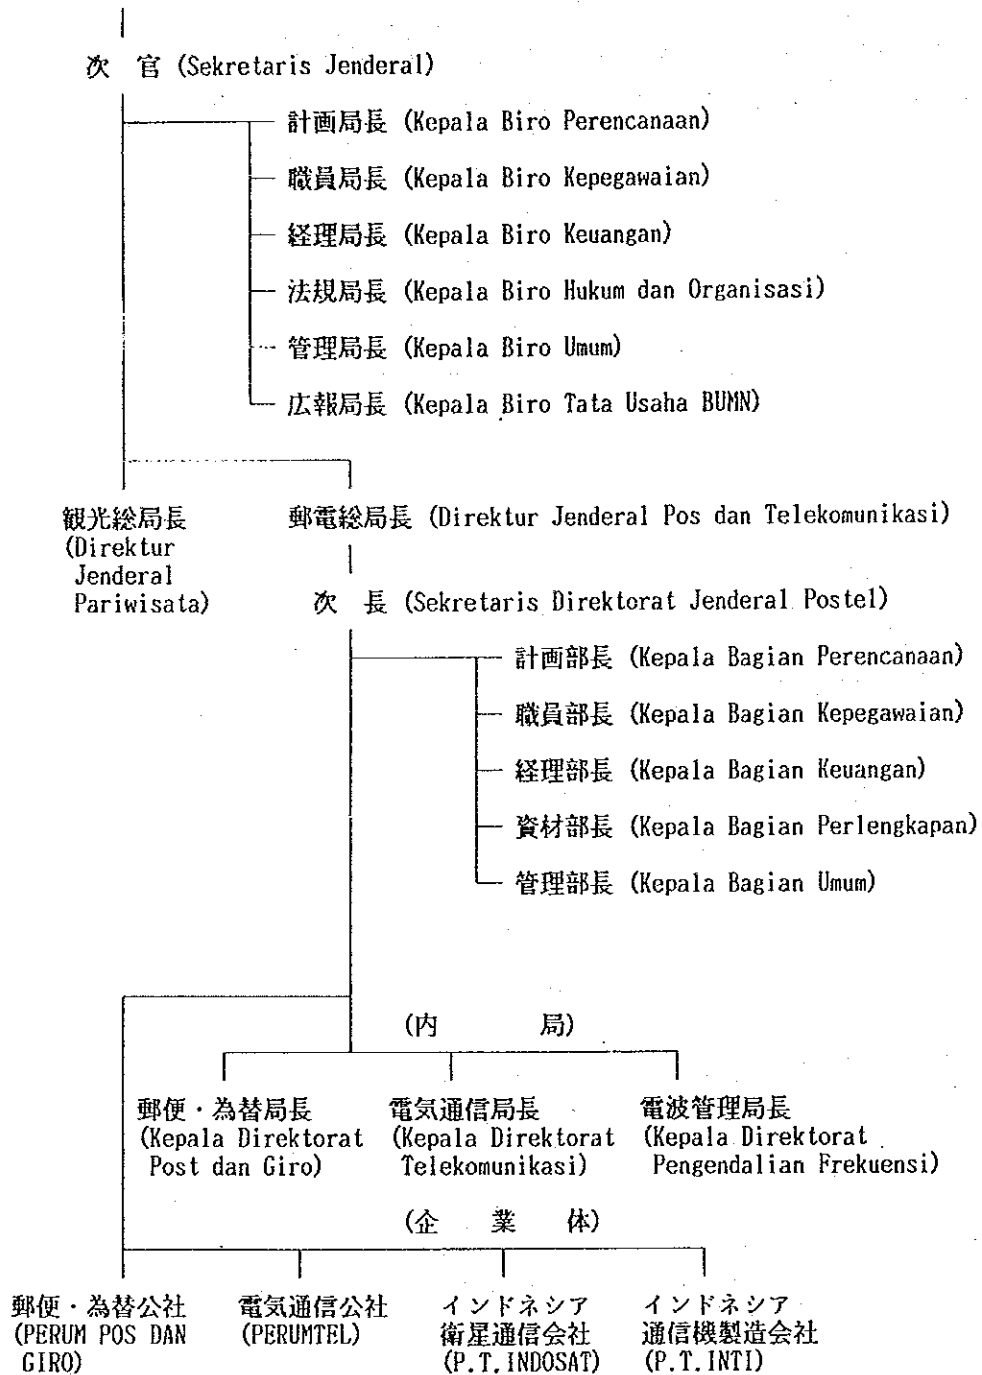 次 官 (Sekretaris Jenderal)
計画局長 (Kepala Biro Perencanaan)
職員局長 (Kepala Biro Kepegawaian)
経理局長 (Kepala Biro Keuangan)
法規局長 (Kepala Biro Hukum dan Organisasi)
管理局長 (Kepala Biro Umum)
広報局長 (Kepala Biro Tata Usaha BUMN)
観光総局長
(Direktur
Jenderal
Pariwisata)
郵電総局長 (Direktur Jenderal Pos dan Telekomunikasi)
次 長 (Sekretaris Direktorat Jenderal Postel)
計画部長 (Kepala Bagian Perencanaan)
職員部長 (Kepala Bagian Kepegawaian)
経理部長 (Kepala Bagian Keuangan)
資材部長 (Kepala Bagian Perlengkapan)
管理部長 (Kepala Bagian Umum)
(内 局)
郵便・為替局長
(Kepala Direktorat
Post dan Giro)
電気通信局長
(Kepala Direktorat
Telekomunikasi)
電波管理局長
(Kepala Direktorat
Pengendalian Frekuensi)
(企 業 体)
郵便・為替公社
(PERUM POS DAN
GIRO)
電気通信公社
(PERUMTEL)
インドネシア
衛星通信会社
(P.T.INDOSAT)
インドネシア
通信機製造会社
(P.T.INTI)